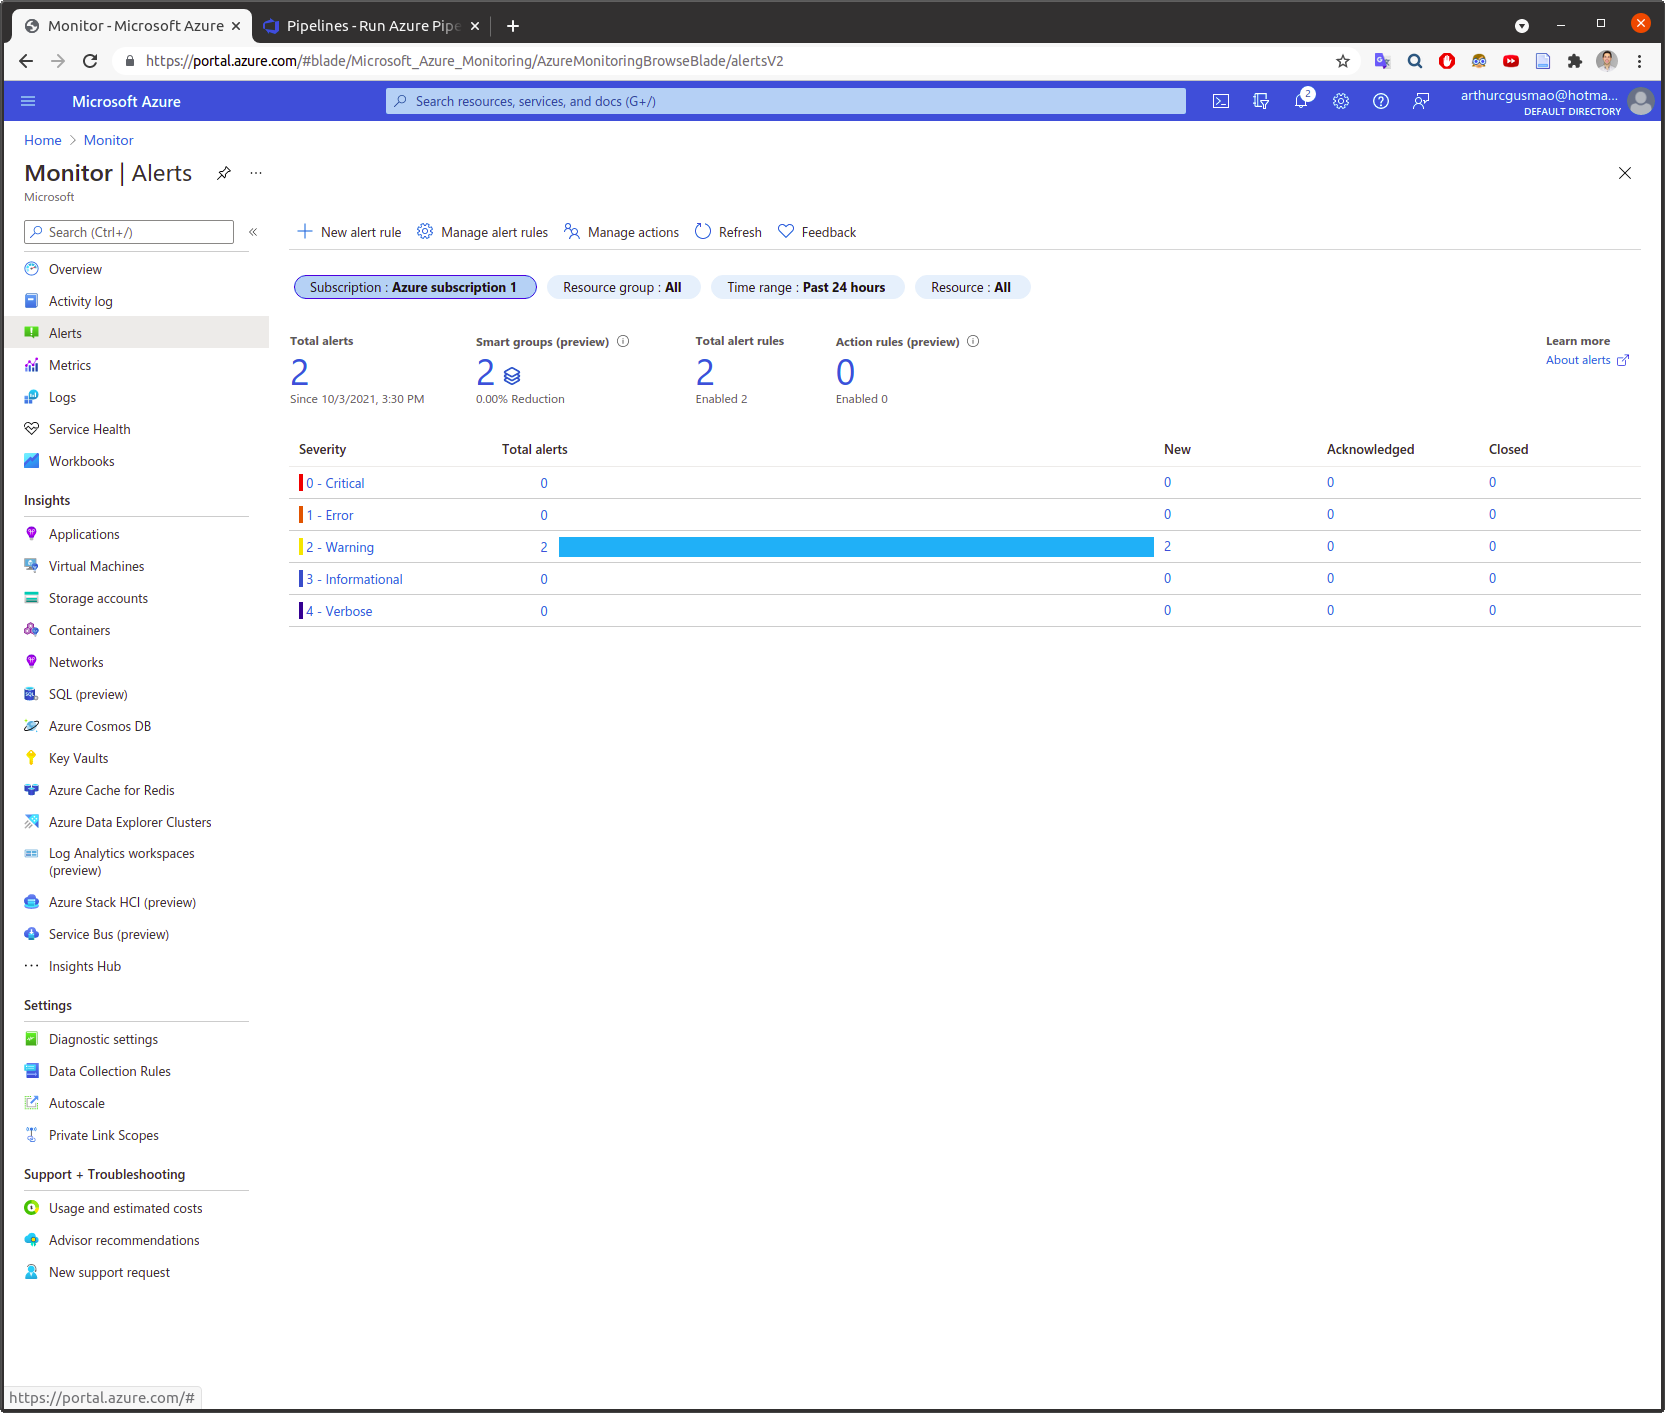 Monitor - Microsoft Azure
Pipelines - Run Azure Pipe
https://portal.azure.com/#blade/Microsoft_Azure_Monitoring/AzureMonitoringBrowseBlade/alertsV2
Microsoft Azure
Search resources, services, and docs (G+/)
2
arthurcgusmao@hotma...
DEFAULT DIRECTORY
Home > Monitor
Monitor | Alerts
...
Microsoft
Search (Ctrl+/)
«
New alert rule
Manage alert rules
Manage actions
Refresh
Feedback
Overview
Activity log
Alerts
Metrics
Logs
Service Health
Workbooks
Insights
Applications
Virtual Machines
Storage accounts
Containers
Networks
SQL (preview)
Azure Cosmos DB
Key Vaults
Azure Cache for Redis
Azure Data Explorer Clusters
Log Analytics workspaces
(preview)
Azure Stack HCI (preview)
Service Bus (preview)
Insights Hub
Settings
Diagnostic settings
Data Collection Rules
Autoscale
Private Link Scopes
Support + Troubleshooting
Usage and estimated costs
Advisor recommendations
New support request
Subscription : Azure subscription 1
Resource group : All
Time range : Past 24 hours
Resource : All
Total alerts
2
Since 10/3/2021, 3:30 PM
Smart groups (preview)
2
0.00% Reduction
Total alert rules
2
Enabled 2
Action rules (preview)
0
Enabled 0
Learn more
About alerts
Severity Total alerts New Acknowledged Closed
0 - Critical 0 0 0 0
1 - Error 0 0 0 0
2 - Warning 2 2 0 0
3 - Informational 0 0 0 0
4 - Verbose 0 0 0 0
https://portal.azure.com/#